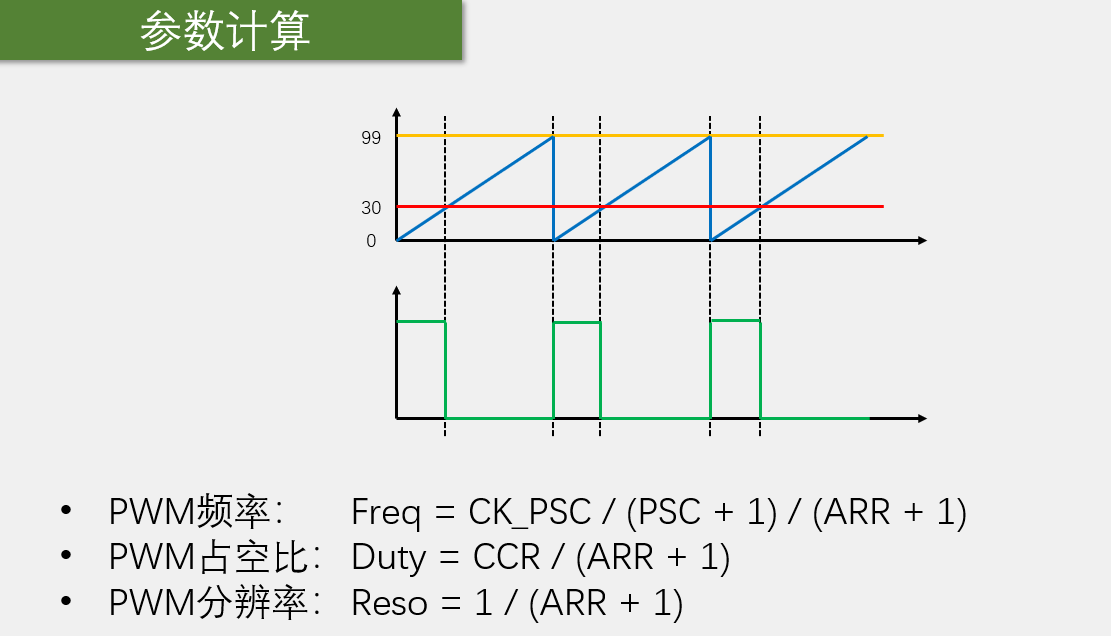 参数计算
99
30
0
• PWM频率： Freq = CK_PSC / (PSC + 1) / (ARR + 1)
• PWM占空比： Duty = CCR / (ARR + 1)
• PWM分辨率： Reso = 1 / (ARR + 1)